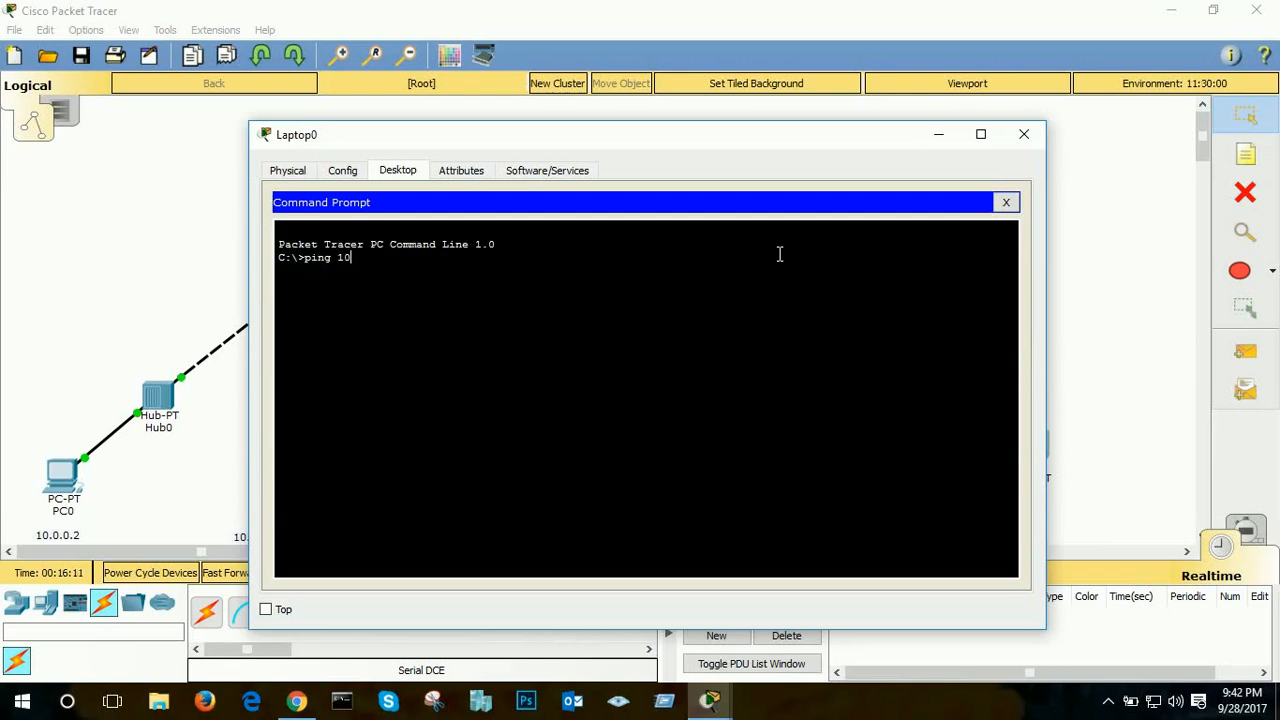 Cisco Packet Tracer
File Edit Options View Tools Extensions Help
Logical
Back
[Root]
New Cluster
Move Object
Set Tiled Background
Viewport
Environment: 11:30:00
Laptop0
Physical
Config
Desktop
Attributes
Software/Services
Command Prompt
X
Packet Tracer PC Command Line 1.0
C:\>ping 10
Hub-PT
Hub0
PC-PT
PC0
10.0.0.2
10.
T
Time: 00:16:11
Power Cycle Devices
Fast Forw
Realtime
Top
ype Color Time(sec) Periodic Num Edit
New
Delete
Toggle PDU List Window
Serial DCE
9:42 PM
9/28/2017